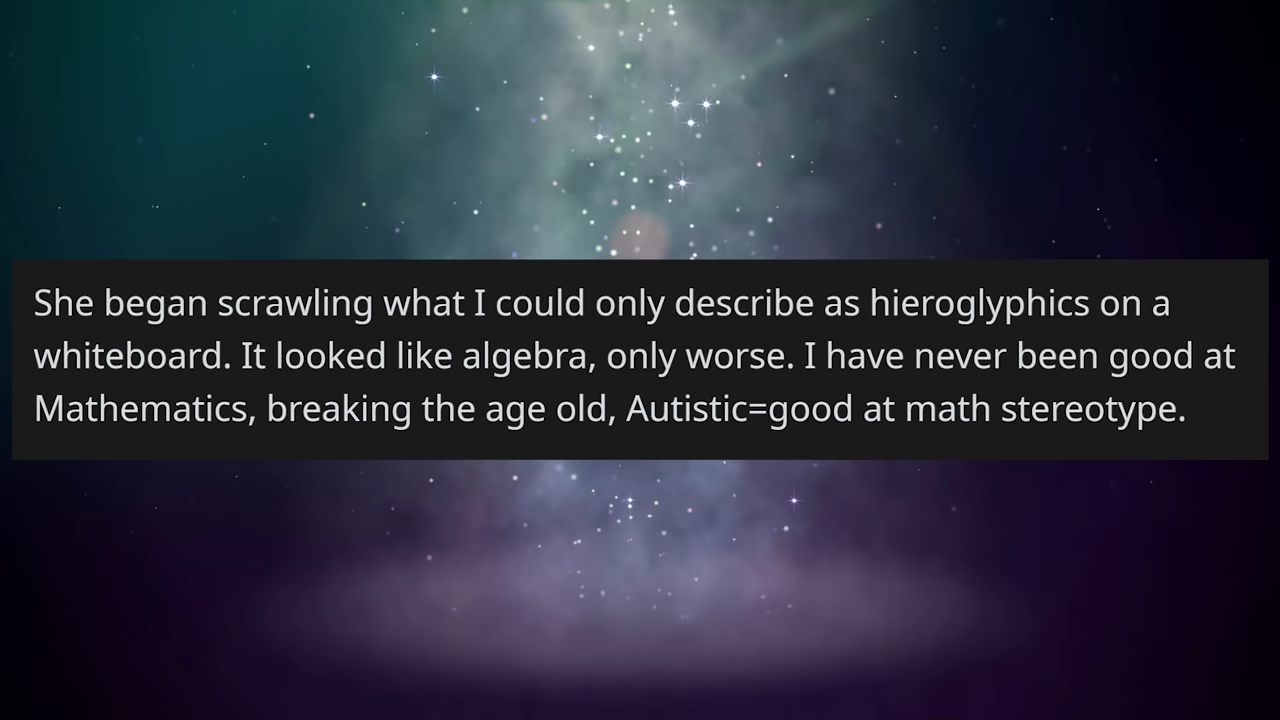 She began scrawling what I could only describe as hieroglyphics on a
whiteboard. It looked like algebra, only worse. I have never been good at
Mathematics, breaking the age old, Autistic=good at math stereotype.